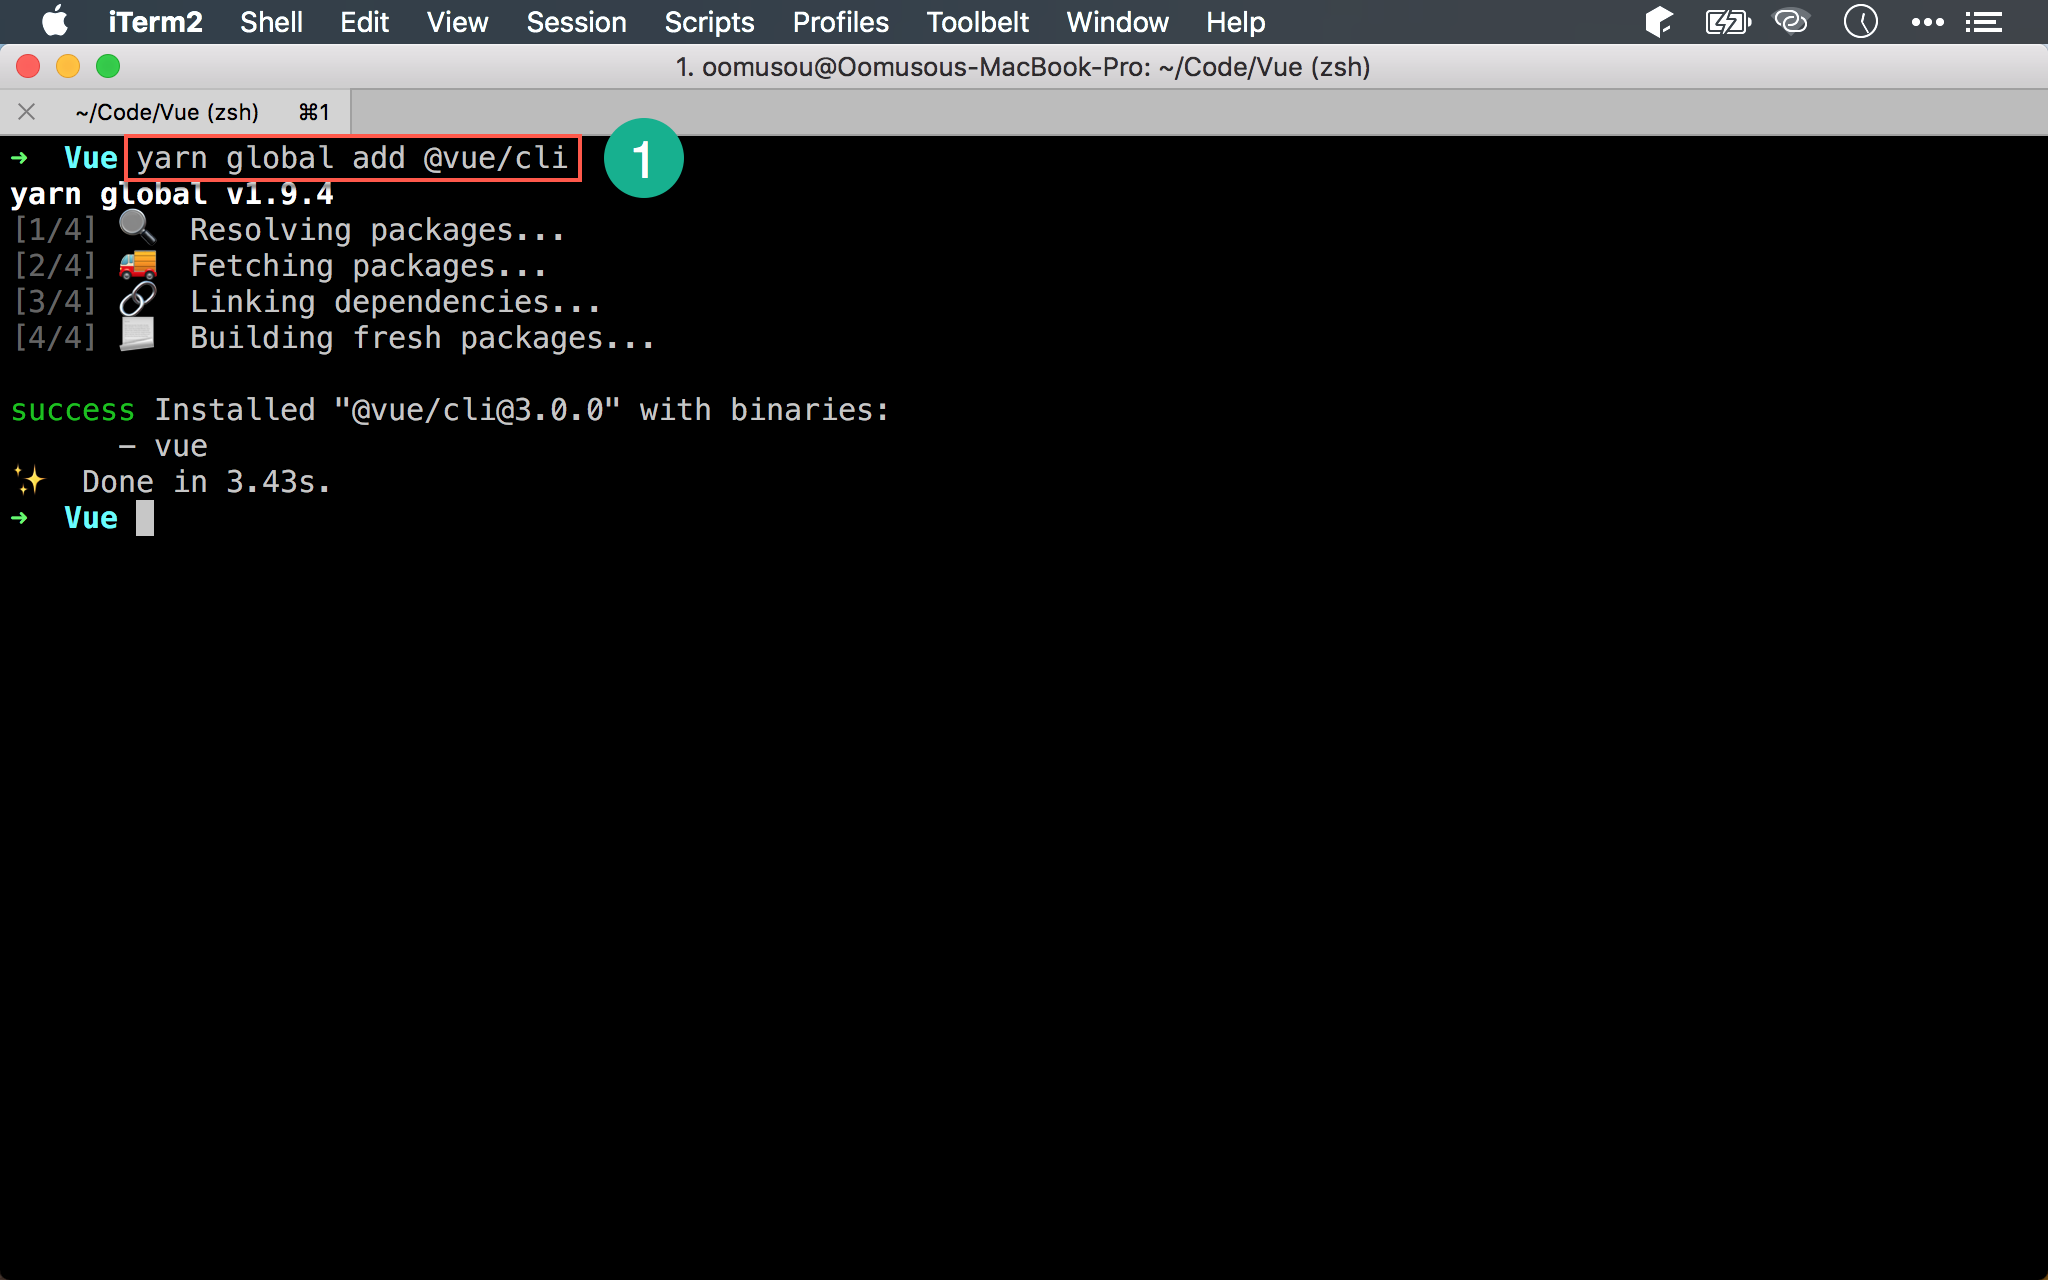 iTerm2 Shell Edit View Session Scripts Profiles Toolbelt Window Help
1. oomusou@Oomusous-MacBook-Pro: ~/Code/Vue (zsh)
~/Code/Vue (zsh) ⌘1
➜ Vue yarn global add @vue/cli 1
yarn global v1.9.4
[1/4] 🔍 Resolving packages...
[2/4] 🚚 Fetching packages...
[3/4] 🔗 Linking dependencies...
[4/4] 📃 Building fresh packages...
success Installed "@vue/cli@3.0.0" with binaries:
– vue
✨ Done in 3.43s.
➜ Vue